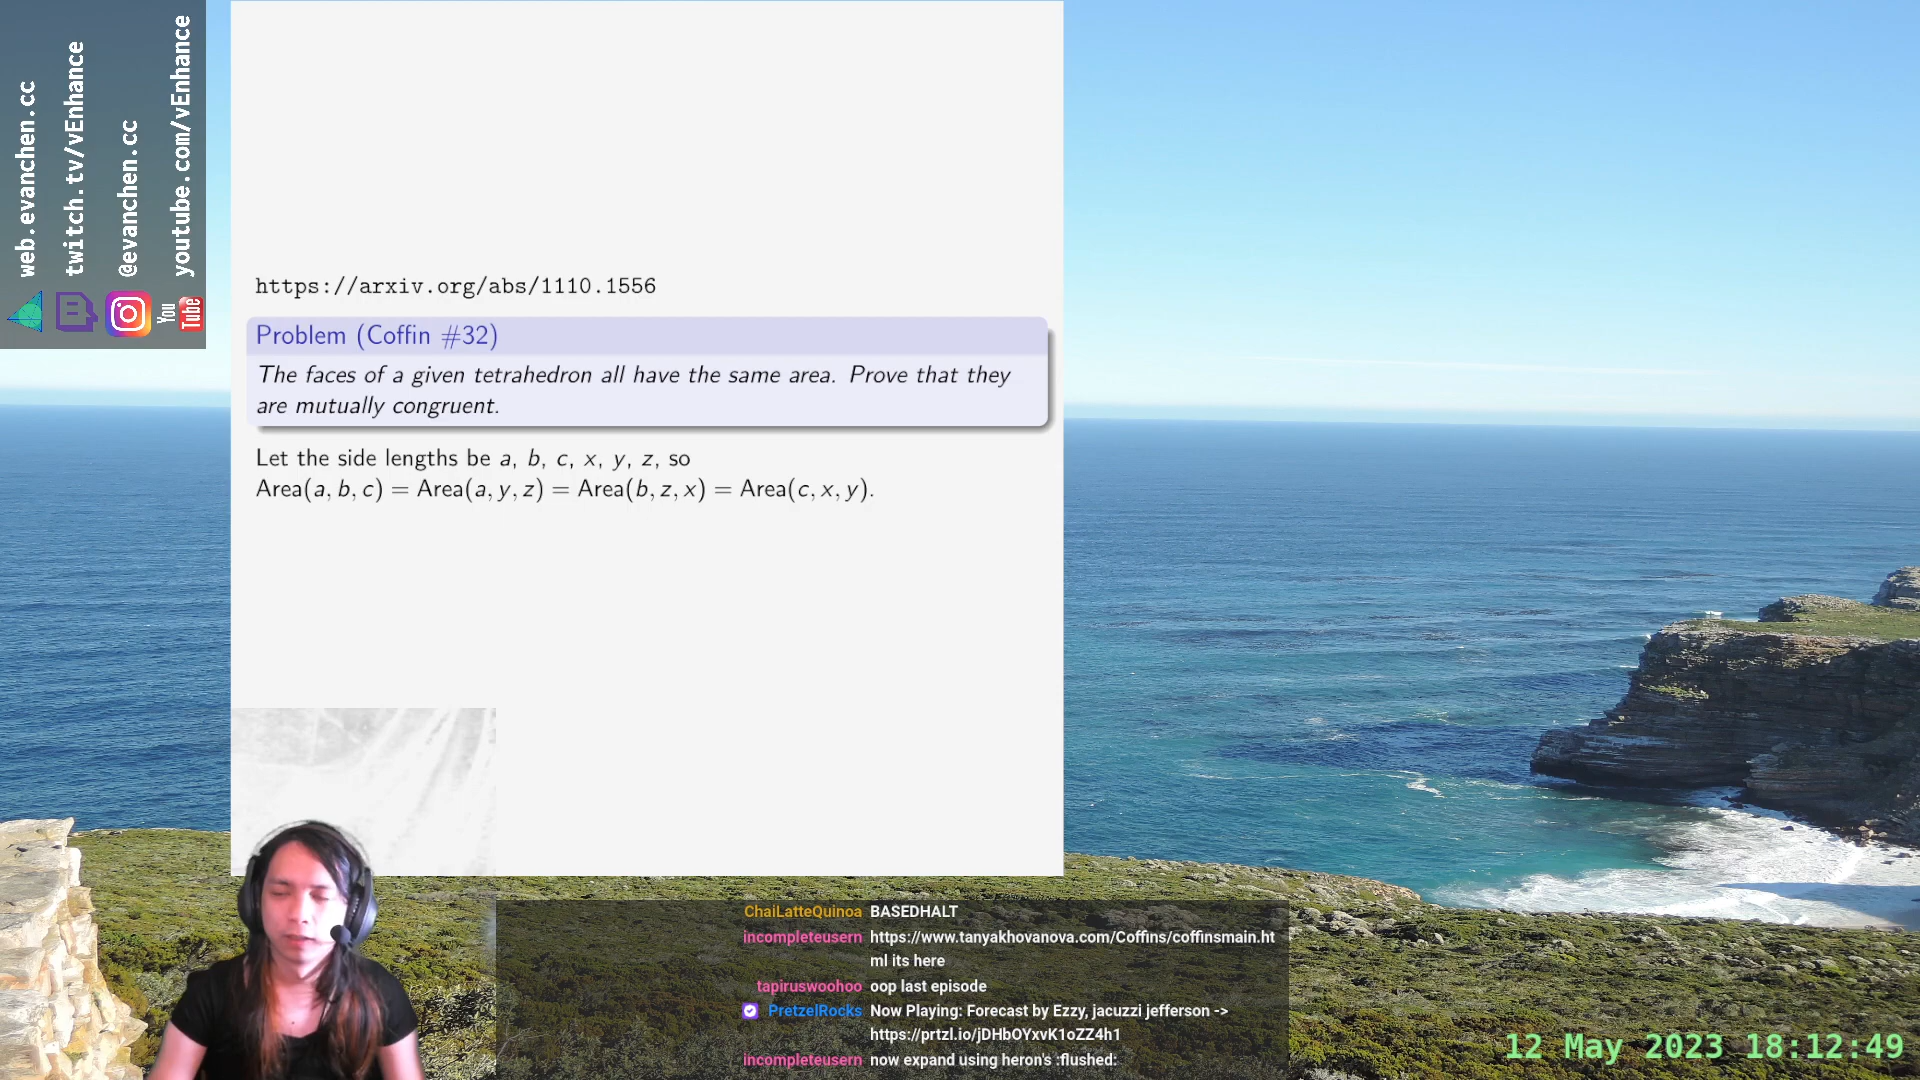 web.evanchen.cc
twitch.tv/vEnhance
@evanchen.cc
youtube.com/vEnhance
You
Tube
https://arxiv.org/abs/1110.1556
Problem (Coffin #32)
The faces of a given tetrahedron all have the same area. Prove that they
are mutually congruent.
Let the side lengths be a, b, c, x, y, z, so
Area(a, b, c) = Area(a, y, z) = Area(b, z, x) = Area(c, x, y).
ChaiLatteQuinoa BASEDHALT
incompleteusern https://www.tanyakhovanova.com/Coffins/coffinsmain.ht
ml its here
tapiruswoohoo oop last episode
PretzelRocks Now Playing: Forecast by Ezzy, jacuzzi jefferson ->
https://prtzl.io/jDHbOYxvK1oZZ4h1
incompleteusern now expand using heron's :flushed:
12 May 2023 18:12:49